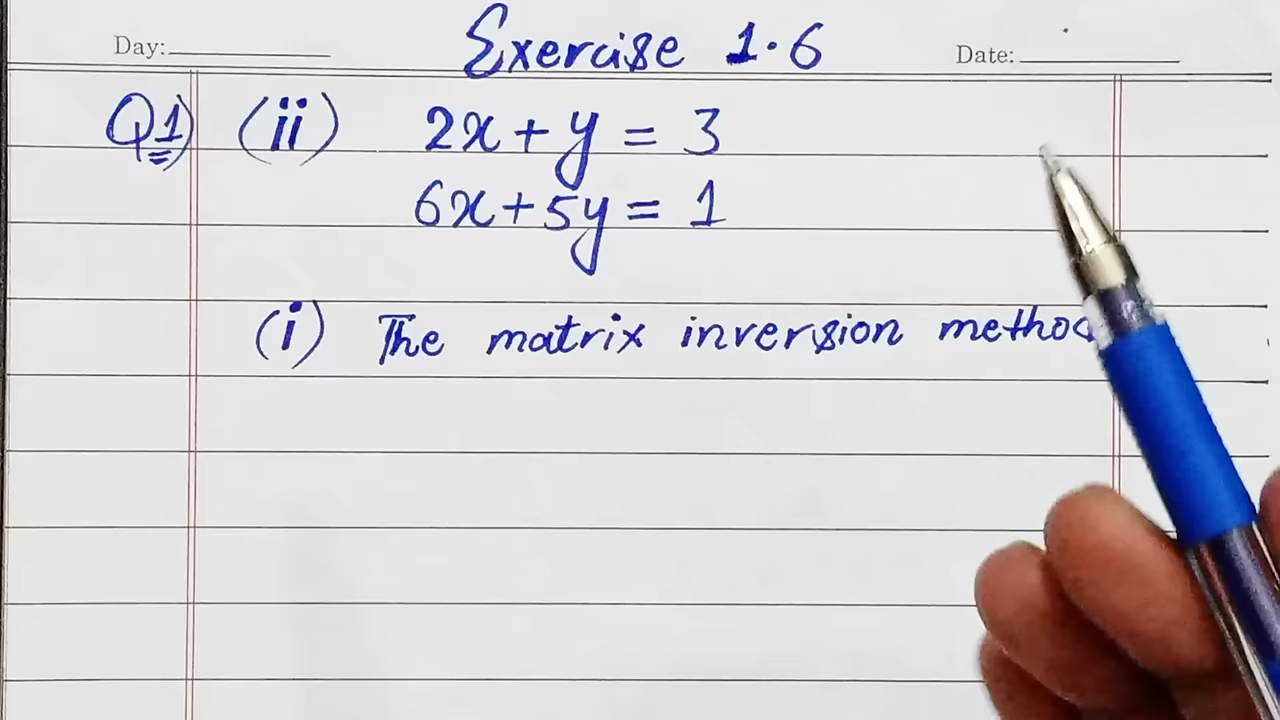 Day: Exercise 1.6 Date:
Q1) (ii) 2x + y = 3
6x + 5y = 1
(i) The matrix inversion method